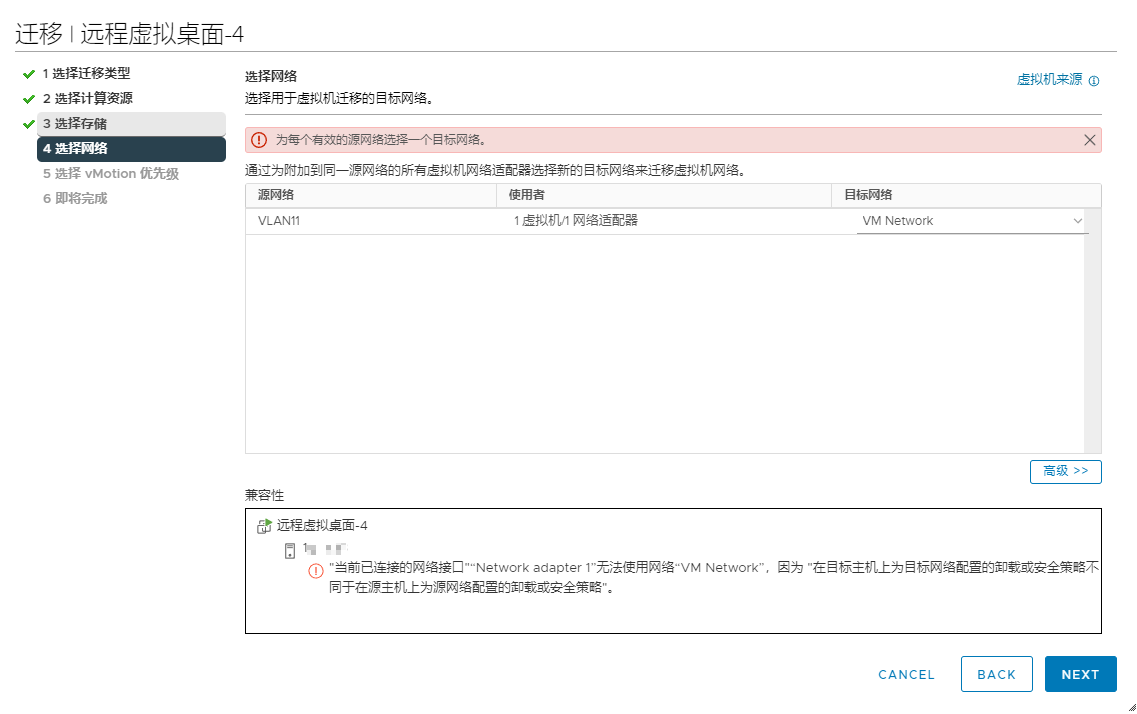 迁移 | 远程虚拟桌面-4
1 选择迁移类型
2 选择计算资源
3 选择存储
4 选择网络
5 选择 vMotion 优先级
6 即将完成
选择网络
虚拟机来源
选择用于虚拟机迁移的目标网络。
为每个有效的源网络选择一个目标网络。
通过为附加到同一源网络的所有虚拟机网络适配器选择新的目标网络来迁移虚拟机网络。
源网络 使用者 目标网络
VLAN11 1 虚拟机/1 网络适配器 VM Network
高级 >>
兼容性
远程虚拟桌面-4
"当前已连接的网络接口"“Network adapter 1”无法使用网络“VM Network”，因为 "在目标主机上为目标网络配置的卸载或安全策略不
同于在源主机上为源网络配置的卸载或安全策略"。
CANCEL BACK NEXT